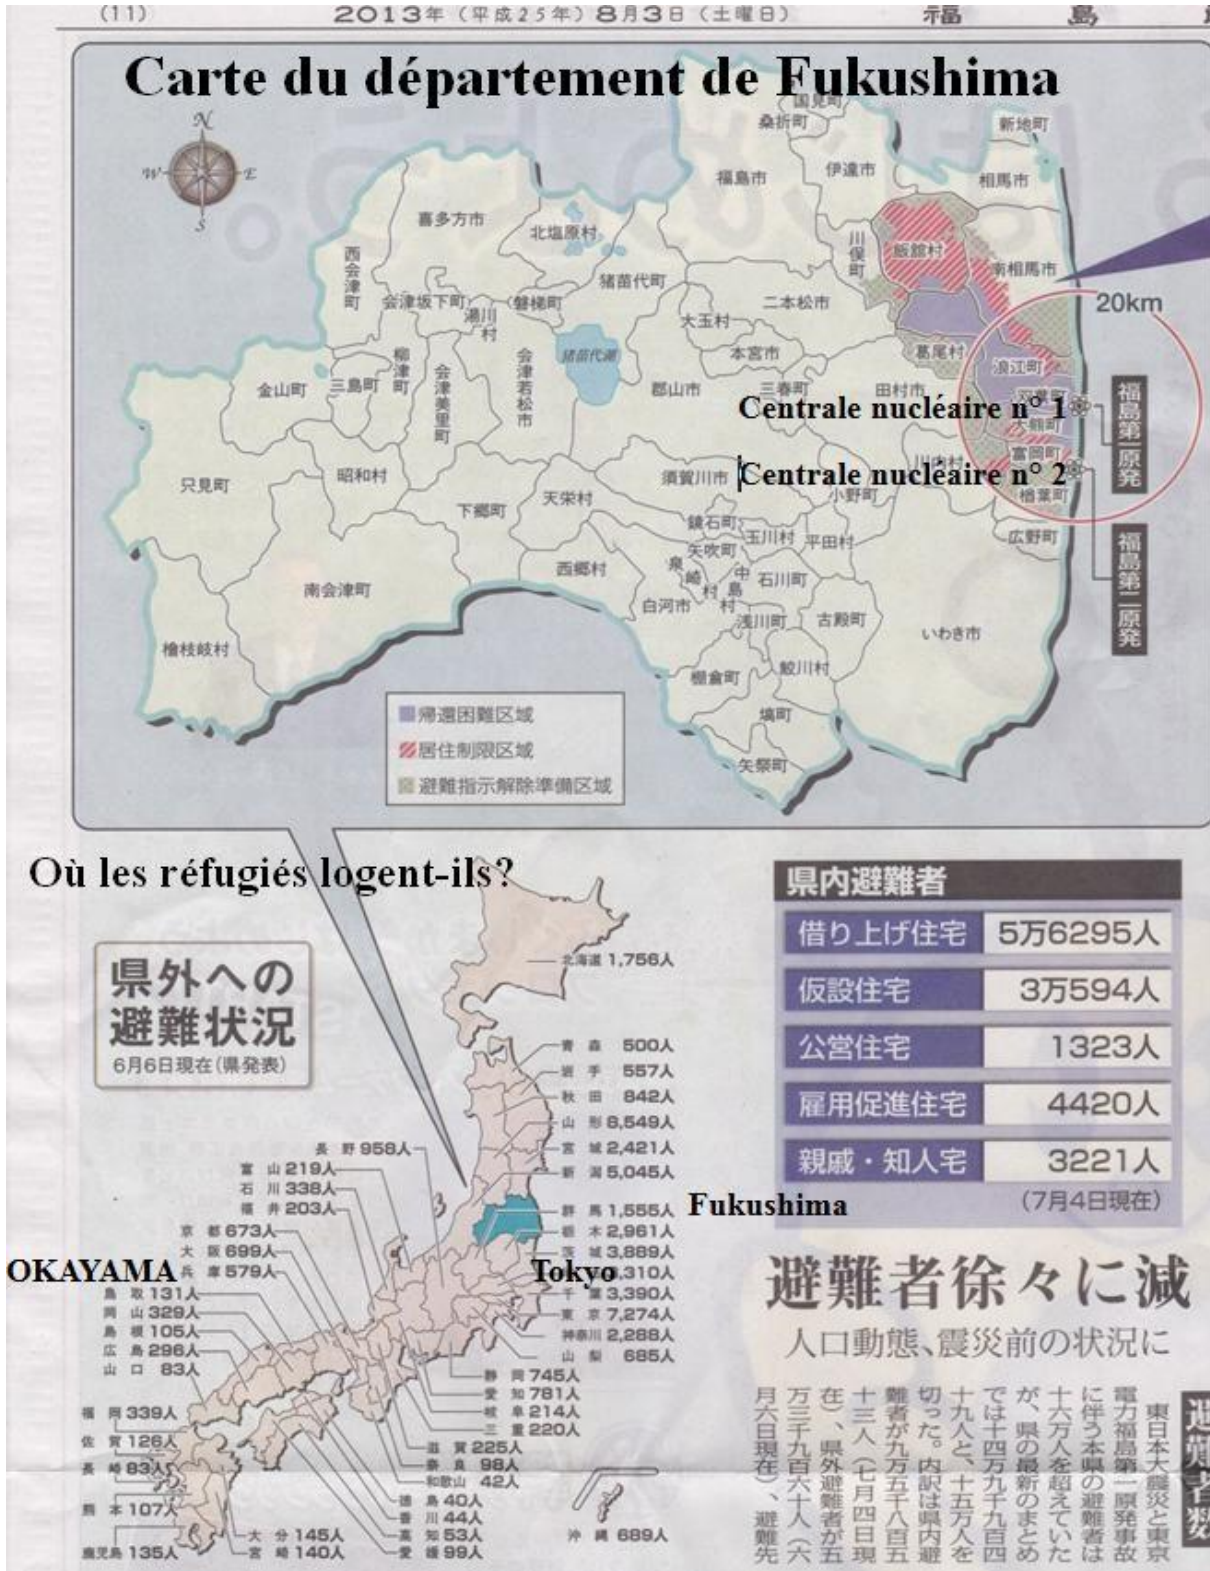 (11)
2013年(平成25年)8月3日(土曜日)
福島
Carte du département de Fukushima
N
W
E
S
国見町
桑折町
新地町
福島市
伊達市
相馬市
喜多方市
北塩原村
川俣町
飯舘村
南相馬市
西会津町
猪苗代町
会津坂下町
湯川村
磐梯町
二本松市
大玉村
20km
猪苗代湖
本宮市
葛尾村
浪江町
金山町
三島町
柳津町
会津美里町
会津若松市
郡山市
三春町
田村市
双葉町
Centrale nucléaire n° 1
大熊町
福島第一原発
富岡町
只見町
昭和村
天栄村
須賀川市
Centrale nucléaire n° 2
川内村
小野町
楢葉町
下郷町
鏡石町
玉川村
平田村
広野町
矢吹町
福島第二原発
西郷村
泉崎村
中島村
石川町
南会津町
白河市
浅川町
古殿町
いわき市
檜枝岐村
棚倉町
鮫川村
塙町
矢祭町
帰還困難区域
居住制限区域
避難指示解除準備区域
Où les réfugiés logent-ils?
県外への
避難状況
6月6日現在(県発表)
北海道 1,756人
青森 500人
岩手 557人
秋田 842人
山形 8,549人
宮城 2,421人
新潟 5,045人
群馬 1,555人
栃木 2,961人
茨城 3,889人
,310人
千葉 3,390人
東京 7,274人
神奈川 2,288人
山梨 685人
長野 958人
富山 219人
石川 338人
福井 203人
京都 673人
大阪 699人
兵庫 579人
鳥取 131人
岡山 329人
島根 105人
広島 296人
山口 83人
OKAYAMA
Tokyo
Fukushima
静岡 745人
愛知 781人
岐阜 214人
三重 220人
滋賀 225人
奈良 98人
和歌山 42人
徳島 40人
香川 44人
高知 53人
愛媛 99人
福岡 339人
佐賀 126人
長崎 83人
熊本 107人
鹿児島 135人
大分 145人
宮崎 140人
沖縄 689人
県内避難者
借り上げ住宅 5万6295人
仮設住宅 3万594人
公営住宅 1323人
雇用促進住宅 4420人
親戚・知人宅 3221人
(7月4日現在)
避難者徐々に減
人口動態、震災前の状況に
避難者数
東日本大震災と東京
電力福島第一原発事故
に伴う本県の避難者は
十六万人を超えていた
が、県の最新のまとめ
では十四万九千九百四
十九人と、十五万人を
切った。内訳は県内避
難者が九万五千八百五
十三人(七月四日現
在)、県外避難者が五
万三千九百六十人(六
月六日現在)、避難先